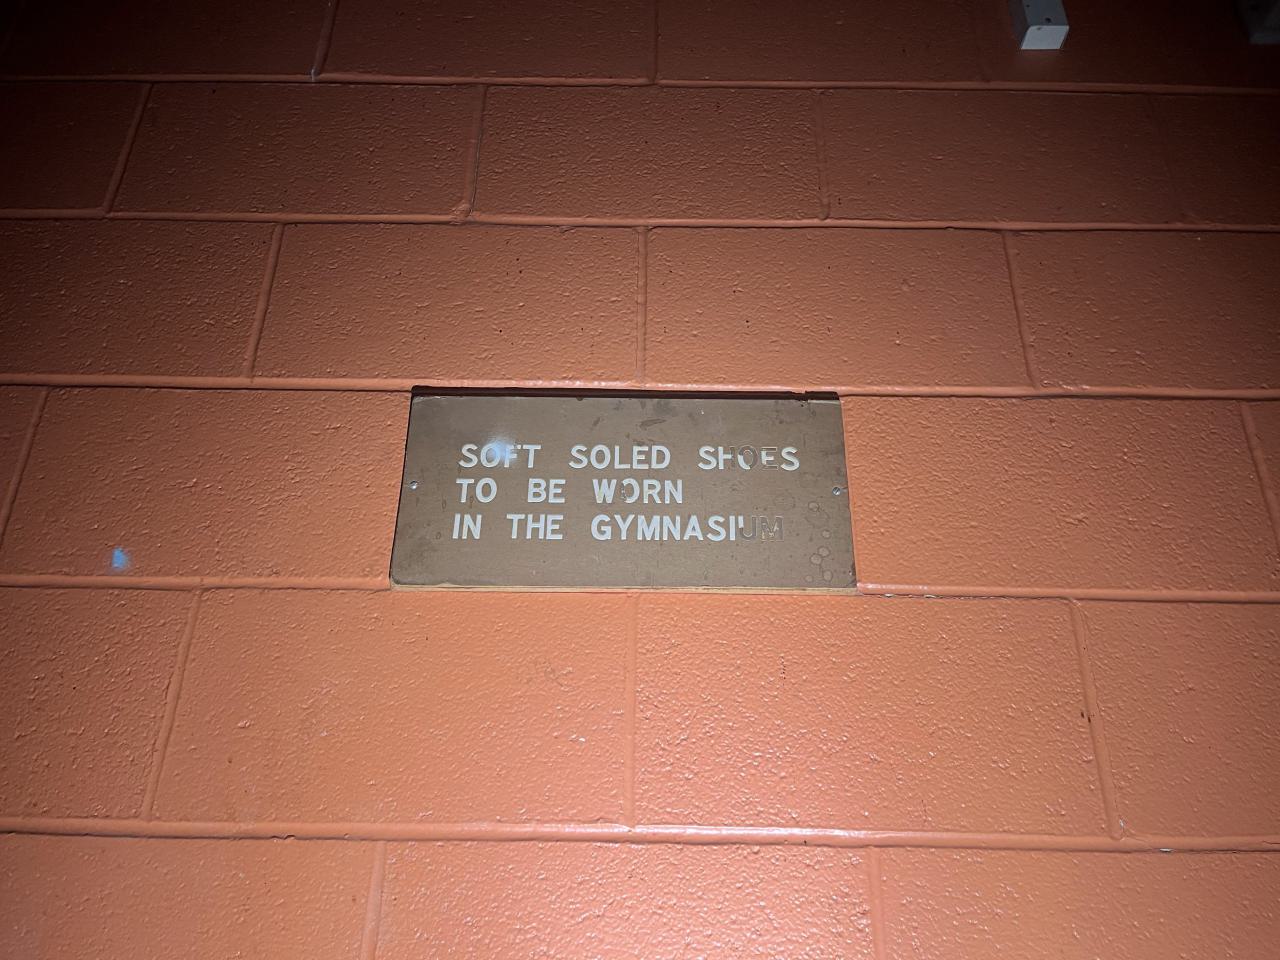 SOFT SOLED SHOES
TO BE WORN
IN THE GYMNASIUM